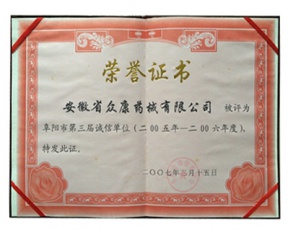 荣誉证书
安徽省众康药械有限公司 被评为
阜阳市第三届诚信单位（二00五年—二00六年度），
特发此证。
二〇〇七年三月十五日